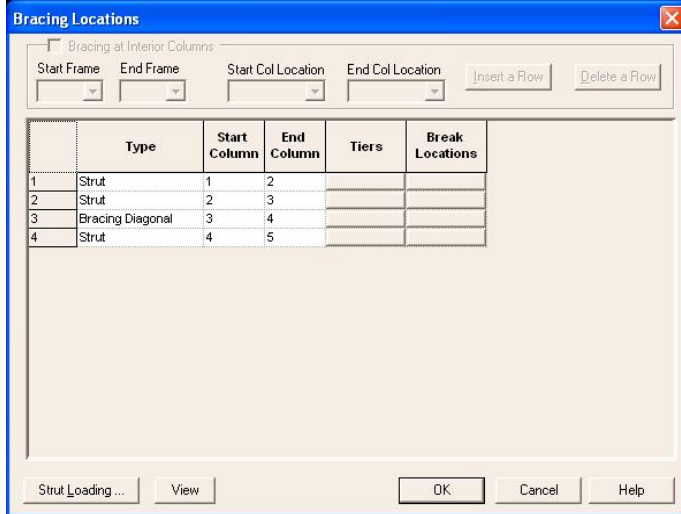 Bracing Locations
Bracing at Interior Columns
Start Frame End Frame Start Col Location End Col Location Insert a Row Delete a Row
Type Start Column End Column Tiers Break Locations
1 Strut 1 2
2 Strut 2 3
3 Bracing Diagonal 3 4
4 Strut 4 5
Strut Loading ... View OK Cancel Help